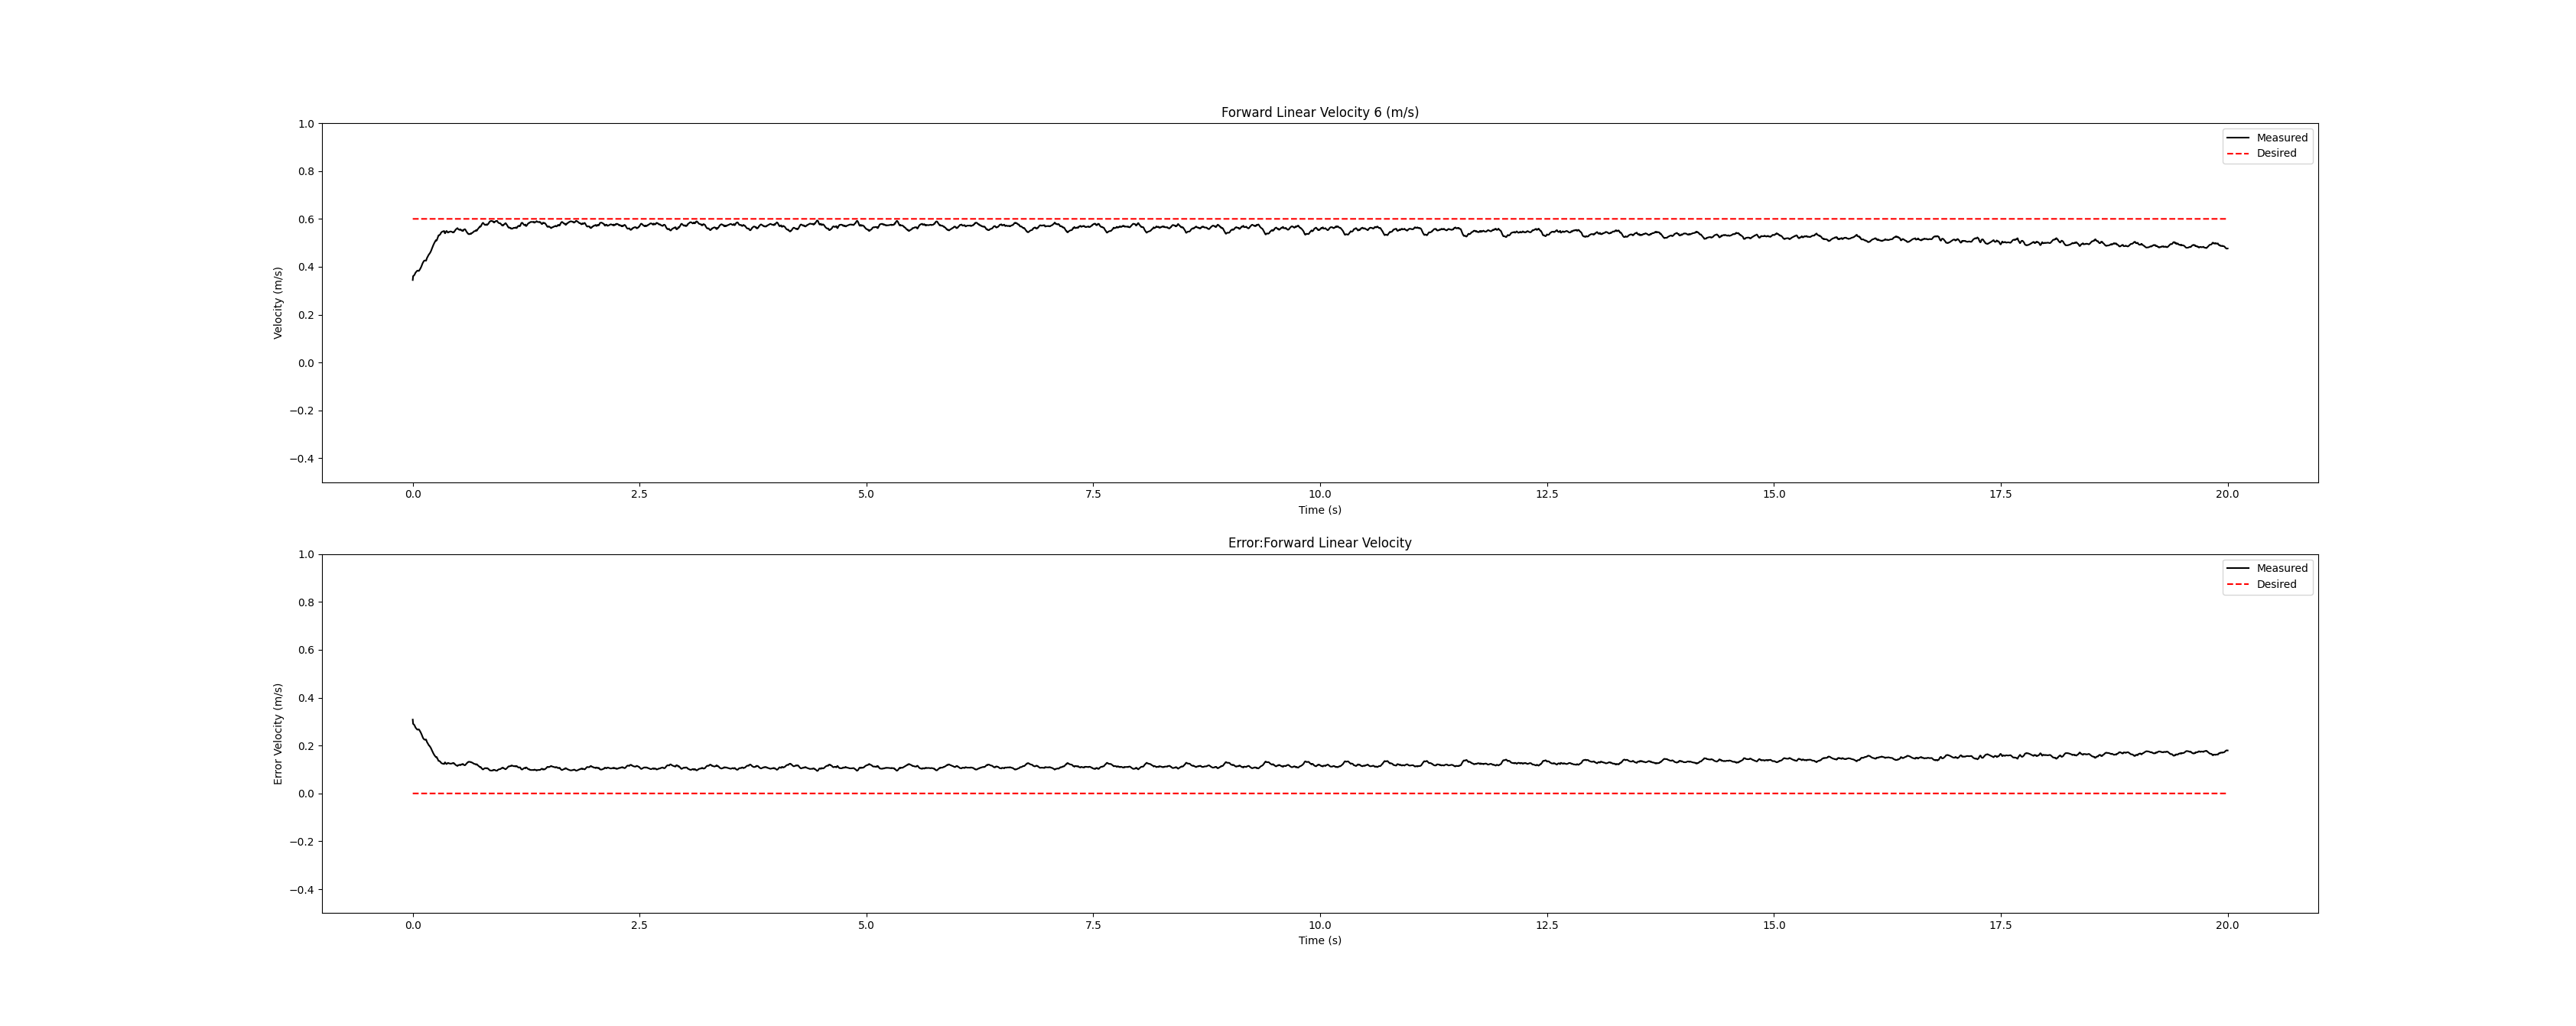 Forward Linear Velocity 6 (m/s)
1.0
0.8
0.6
0.4
0.2
0.0
−0.2
−0.4
Velocity (m/s)
Measured
Desired
0.0 2.5 5.0 7.5 10.0 12.5 15.0 17.5 20.0
Time (s)
Error:Forward Linear Velocity
1.0
0.8
0.6
0.4
0.2
0.0
−0.2
−0.4
Error Velocity (m/s)
Measured
Desired
0.0 2.5 5.0 7.5 10.0 12.5 15.0 17.5 20.0
Time (s)